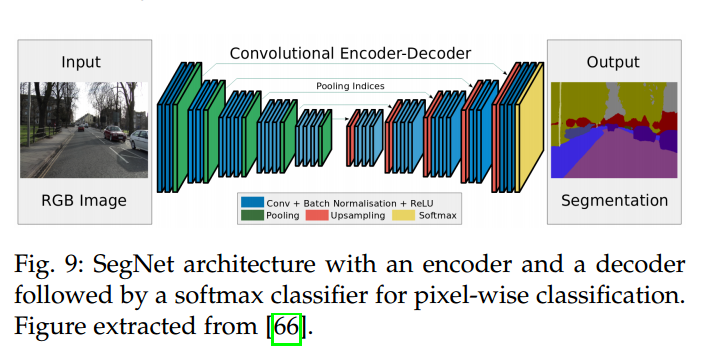 Input
Convolutional Encoder-Decoder
Output
Pooling Indices
RGB Image
Conv + Batch Normalisation + ReLU
Pooling Upsampling Softmax
Segmentation
Fig. 9: SegNet architecture with an encoder and a decoder
followed by a softmax classifier for pixel-wise classification.
Figure extracted from [66].